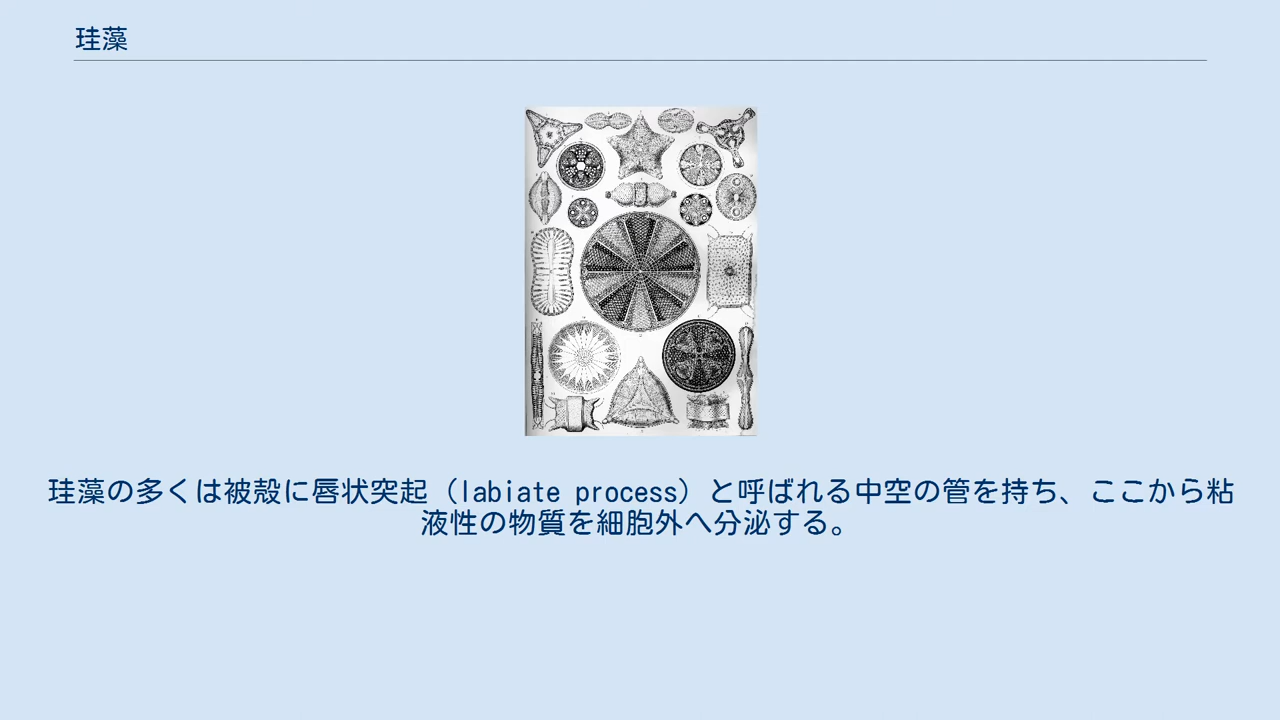 珪藻
珪藻の多くは被殻に唇状突起（labiate process）と呼ばれる中空の管を持ち、ここから粘
液性の物質を細胞外へ分泌する。